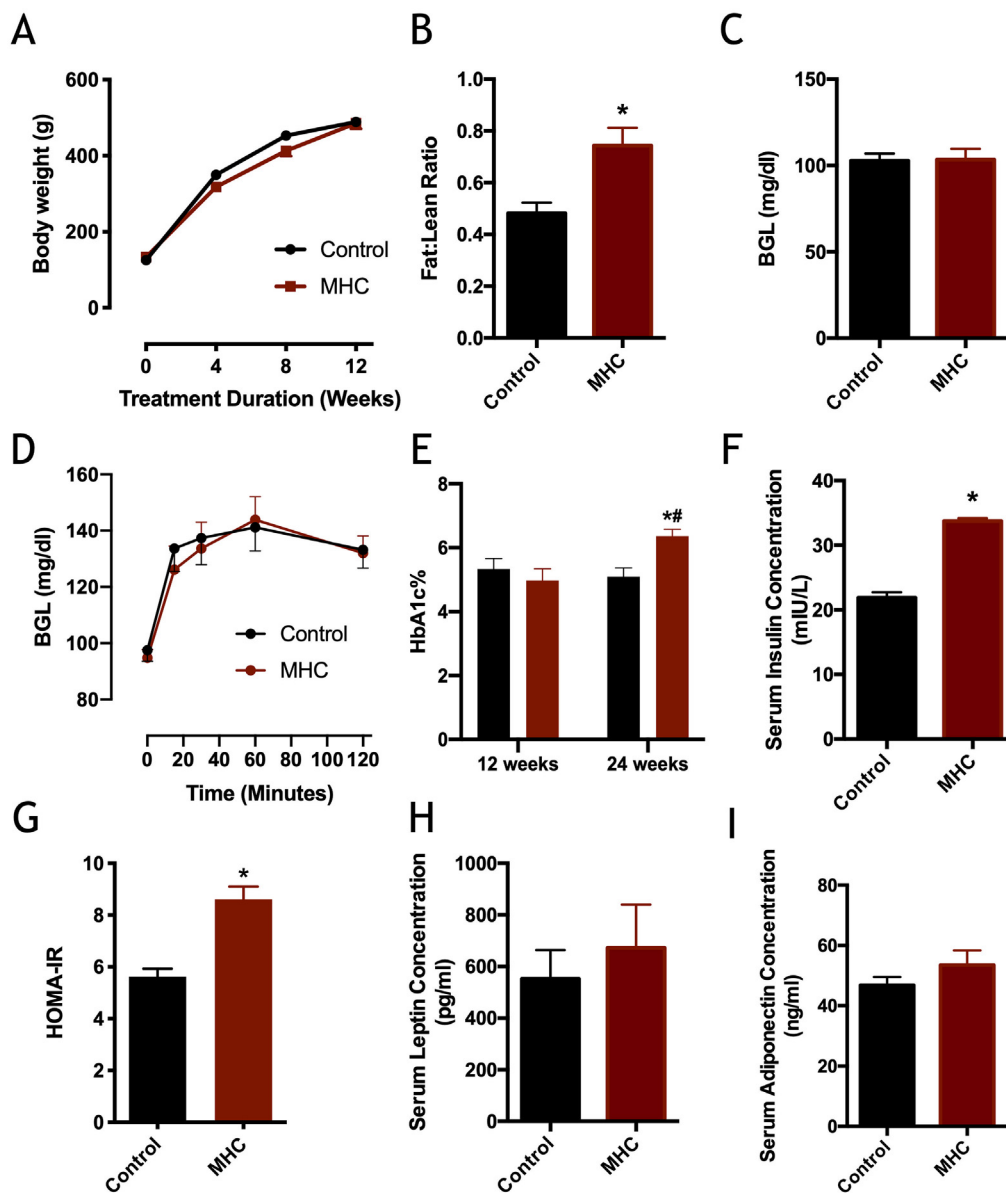 A
Body weight (g)
600
400
200
0
Control
MHC
0 4 8 12
Treatment Duration (Weeks)
B
Fat:Lean Ratio
1.0
0.8
0.6
0.4
0.2
0.0
*
Control
MHC
C
BGL (mg/dl)
150
100
50
0
Control
MHC
D
BGL (mg/dl)
160
140
120
100
80
Control
MHC
0 20 40 60 80 100 120
Time (Minutes)
E
HbA1c%
8
6
4
2
0
*#
12 weeks
24 weeks
F
Serum Insulin Concentration
(mIU/L)
40
30
20
10
0
*
Control
MHC
G
HOMA-IR
10
8
6
4
2
0
*
Control
MHC
H
Serum Leptin Concentration
(pg/ml)
1000
800
600
400
200
0
Control
MHC
I
Serum Adiponectin Concentration
(ng/ml)
80
60
40
20
0
Control
MHC